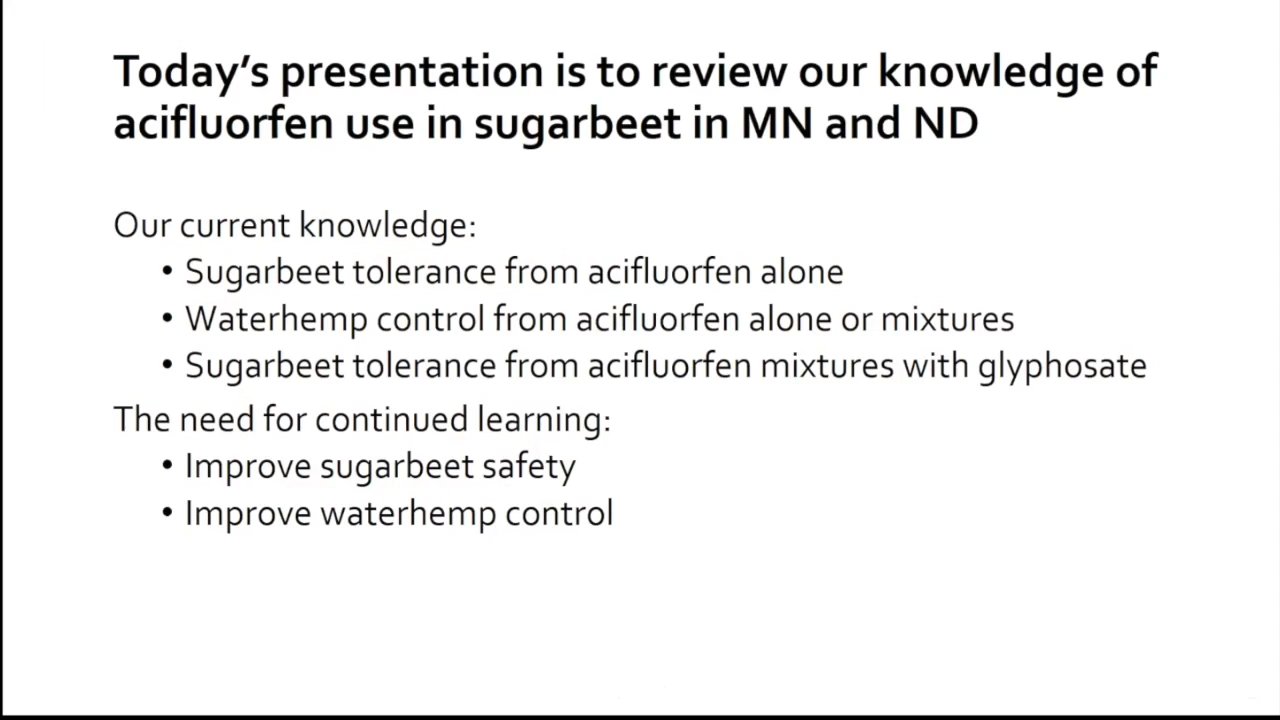 Today's presentation is to review our knowledge of
acifluorfen use in sugarbeet in MN and ND
Our current knowledge:
• Sugarbeet tolerance from acifluorfen alone
• Waterhemp control from acifluorfen alone or mixtures
• Sugarbeet tolerance from acifluorfen mixtures with glyphosate
The need for continued learning:
• Improve sugarbeet safety
• Improve waterhemp control